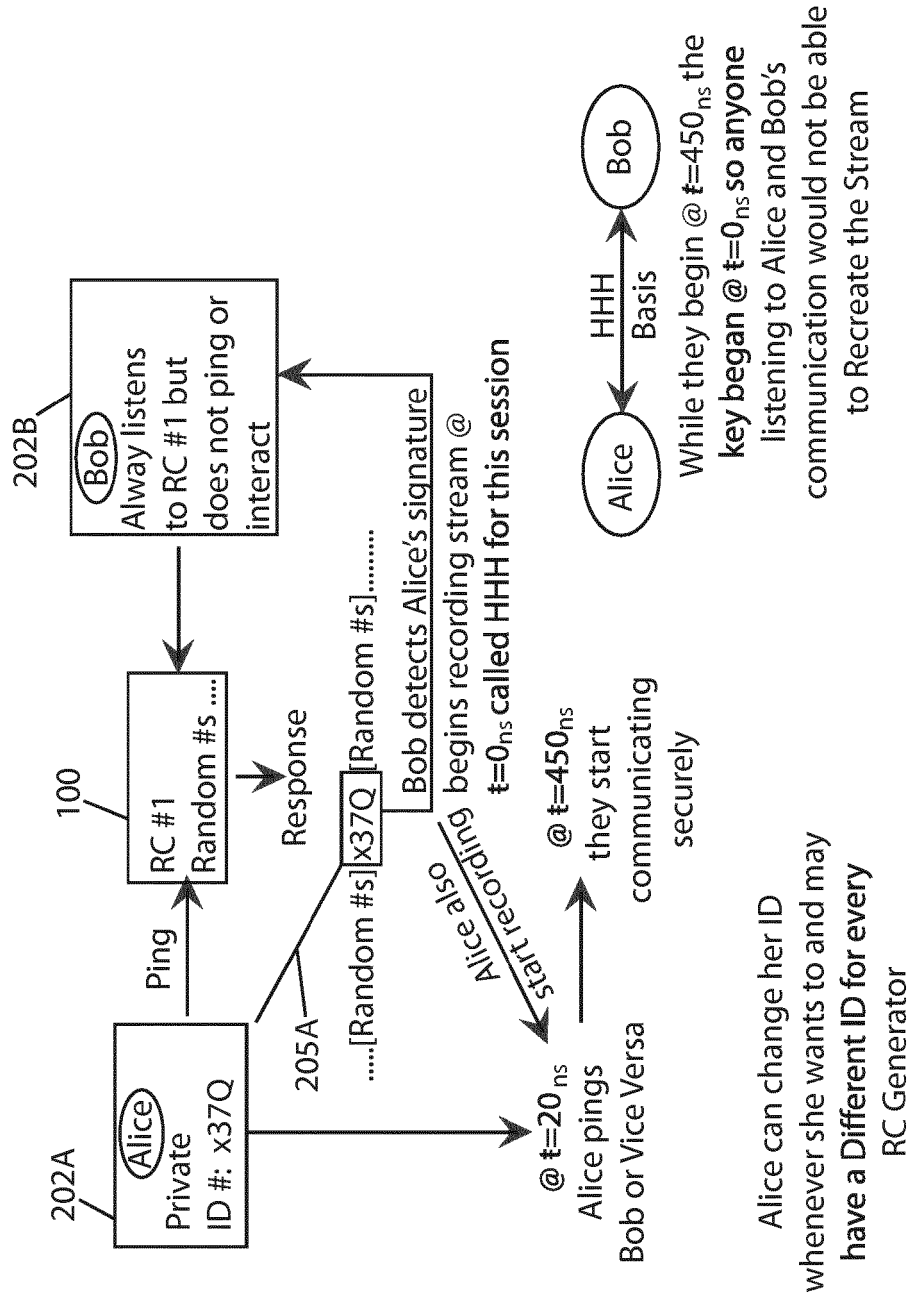 202A
Alice
Private
ID #: x37Q
Ping
100
RC #1
Random #s ....
Response
202B
Bob
Alway listens
to RC #1 but
does not ping or
interact
205A
.....[Random #s] x37Q [Random #s].........
Bob detects Alice's signature
begins recording stream @
t=0ns called HHH for this session
Alice also
start recording
@ t=20 ns
Alice pings
Bob or Vice Versa
@ t=450ns
they start
communicating
securely
Alice
HHH
Basis
Bob
While they begin @ t=450ns the
key began @ t=0ns so anyone
listening to Alice and Bob's
communication would not be able
to Recreate the Stream
Alice can change her ID
whenever she wants to and may
have a Different ID for every
RC Generator